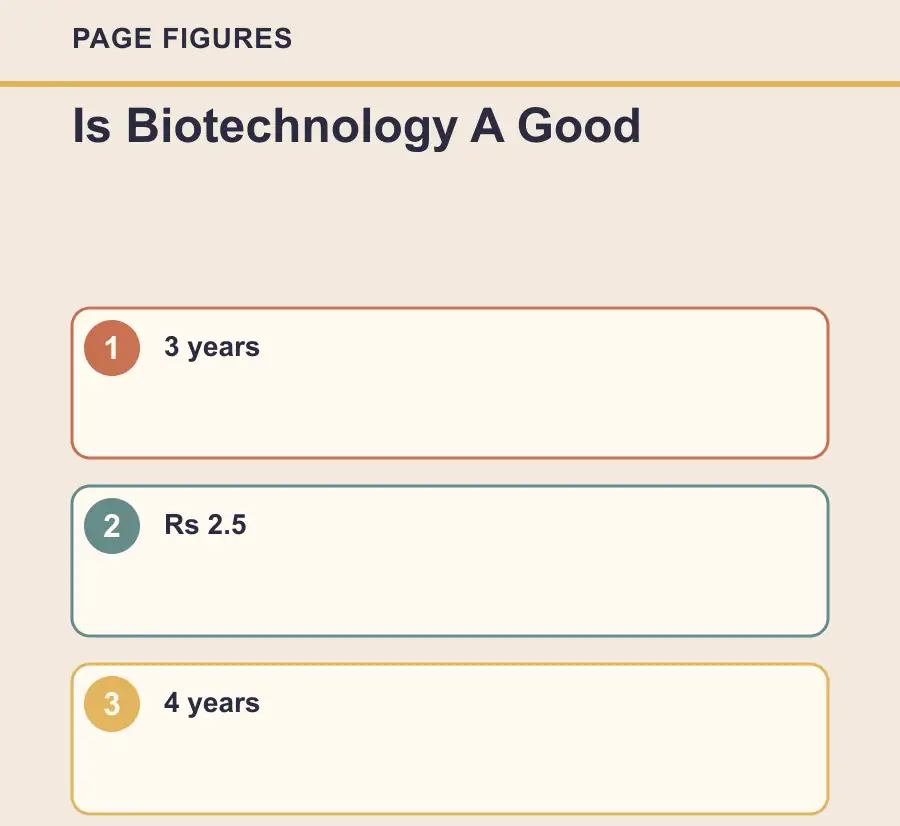 PAGE FIGURES
Is Biotechnology A Good
1
3 years
2
Rs 2.5
3
4 years